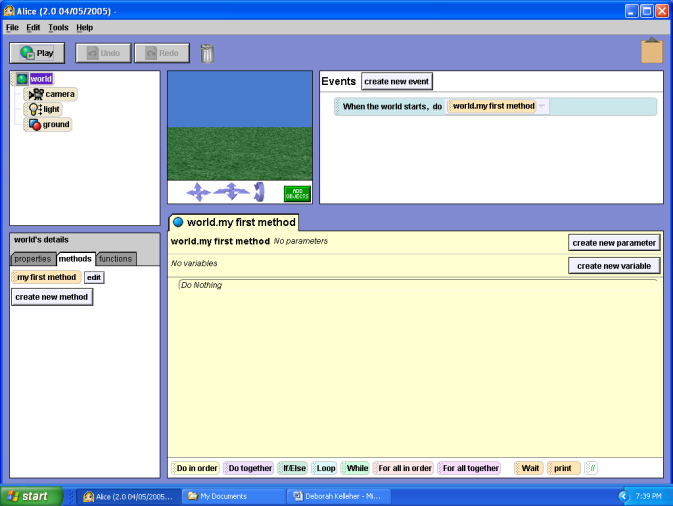 Alice (2.0 04/05/2005) -
File Edit Tools Help
Play Undo Redo
world
camera
light
ground
ADD OBJECTS
Events create new event
When the world starts, do world.my first method
world's details
properties methods functions
my first method edit
create new method
world.my first method
world.my first method No parameters create new parameter
No variables create new variable
Do Nothing
Do in order Do together If/Else Loop While For all in order For all together Wait print //
start Alice (2.0 04/05/2005... My Documents Deborah Kelleher - Mi... 7:39 PM